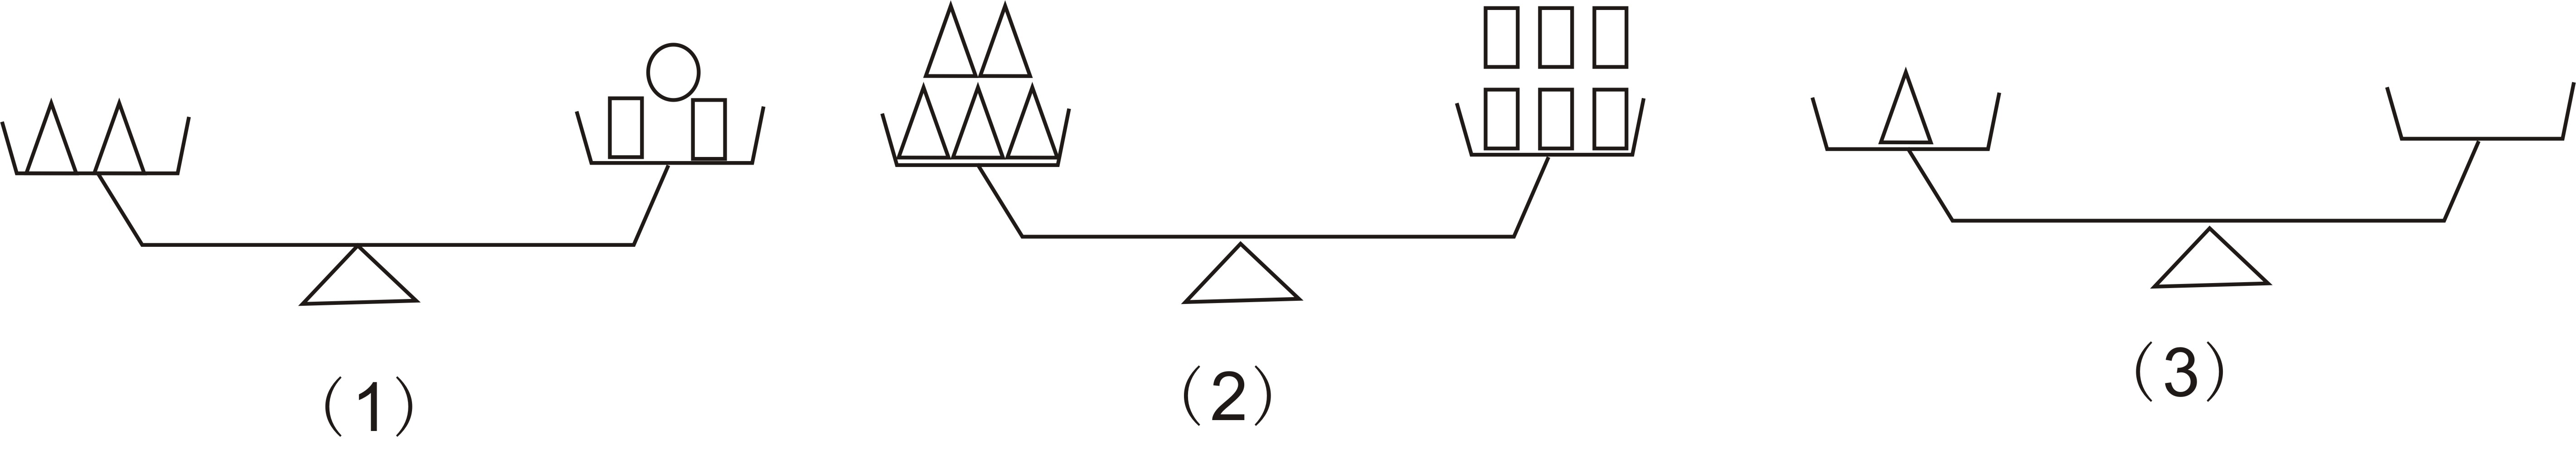 （1）
（2）
（3）